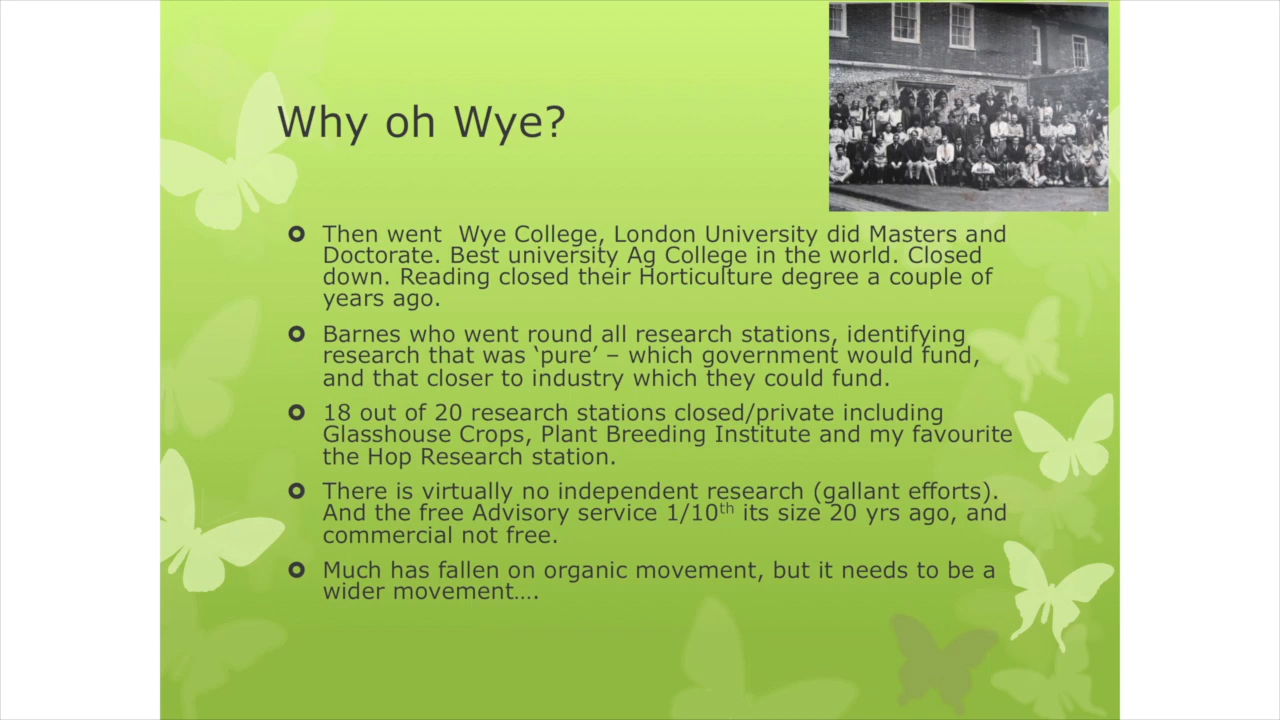 Why oh Wye?
Then went  Wye College, London University did Masters and
Doctorate. Best university Ag College in the world. Closed
down. Reading closed their Horticulture degree a couple of
years ago.
Barnes who went round all research stations, identifying
research that was ‘pure’ – which government would fund,
and that closer to industry which they could fund.
18 out of 20 research stations closed/private including
Glasshouse Crops, Plant Breeding Institute and my favourite
the Hop Research station.
There is virtually no independent research (gallant efforts).
And the free Advisory service 1/10th its size 20 yrs ago, and
commercial not free.
Much has fallen on organic movement, but it needs to be a
wider movement….